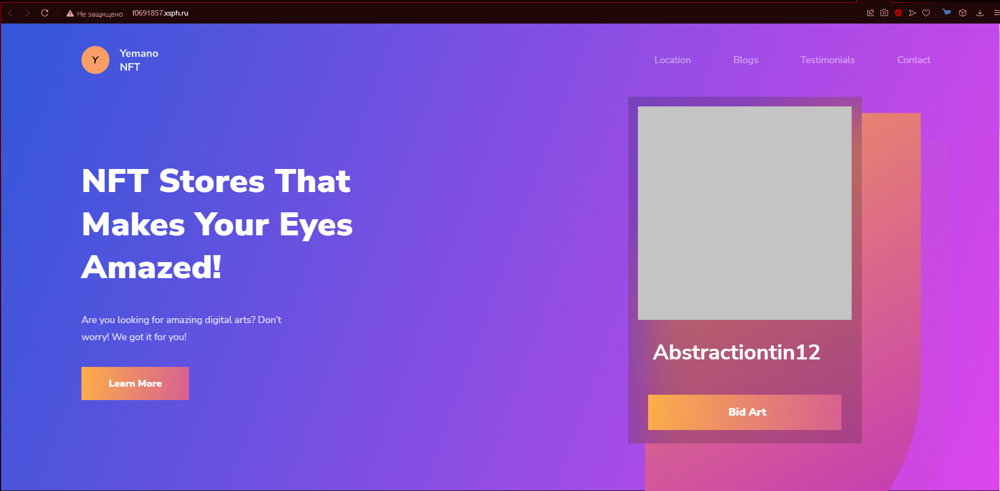 Не защищено f0691857.xsph.ru
Y
Yemano
NFT
Location Blogs Testimonials Contact
NFT Stores That
Makes Your Eyes
Amazed!
Are you looking for amazing digital arts? Don't
worry! We got it for you!
Learn More
Abstractiontin12
Bid Art